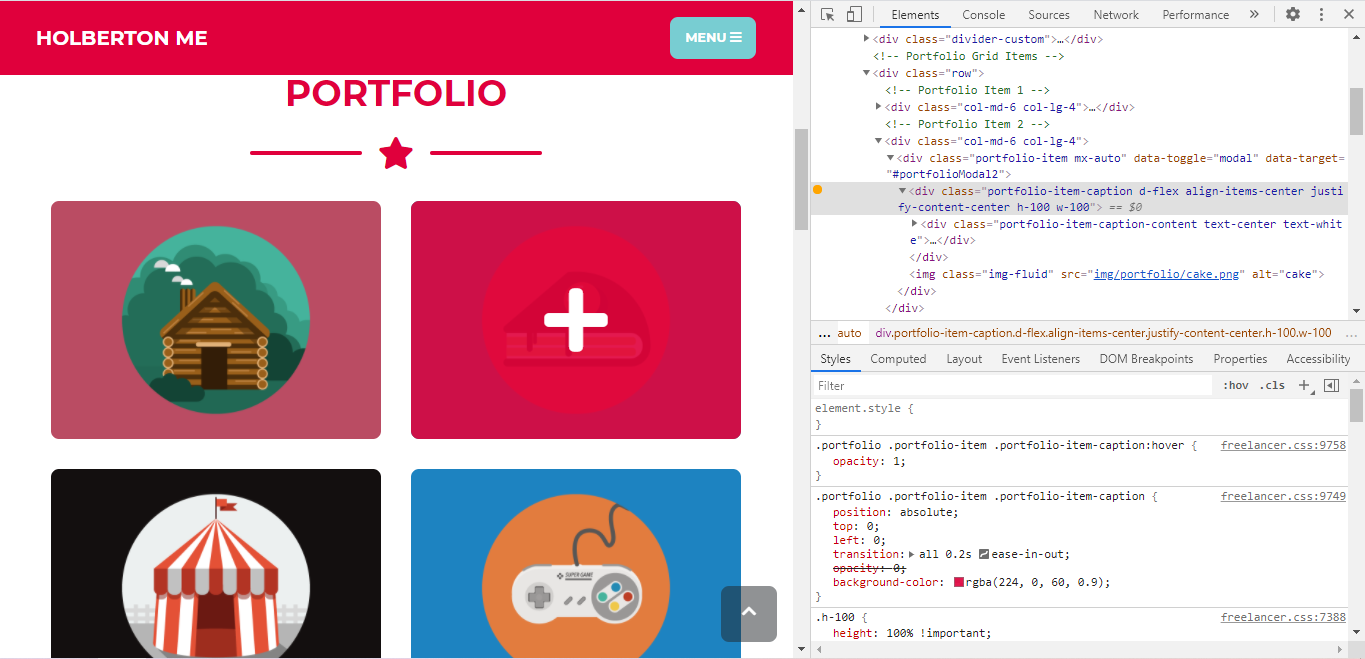 HOLBERTON ME
MENU
PORTFOLIO
SUPER GAME
Elements Console Sources Network Performance »
<div class="divider-custom">…</div>
<!-- Portfolio Grid Items -->
<div class="row">
<!-- Portfolio Item 1 -->
<div class="col-md-6 col-lg-4">…</div>
<!-- Portfolio Item 2 -->
<div class="col-md-6 col-lg-4">
<div class="portfolio-item mx-auto" data-toggle="modal" data-target=
"#portfolioModal2">
<div class="portfolio-item-caption d-flex align-items-center justi
fy-content-center h-100 w-100"> == $0
<div class="portfolio-item-caption-content text-center text-whit
e">…</div>
</div>
<img class="img-fluid" src="img/portfolio/cake.png" alt="cake">
</div>
</div>
... auto div.portfolio-item-caption.d-flex.align-items-center.justify-content-center.h-100.w-100 ...
Styles Computed Layout Event Listeners DOM Breakpoints Properties Accessibility
Filter :hov .cls +
element.style {
}
.portfolio .portfolio-item .portfolio-item-caption:hover { freelancer.css:9758
opacity: 1;
}
.portfolio .portfolio-item .portfolio-item-caption { freelancer.css:9749
position: absolute;
top: 0;
left: 0;
transition: all 0.2s ease-in-out;
opacity: 0;
background-color: rgba(224, 0, 60, 0.9);
}
.h-100 { freelancer.css:7388
height: 100% !important;